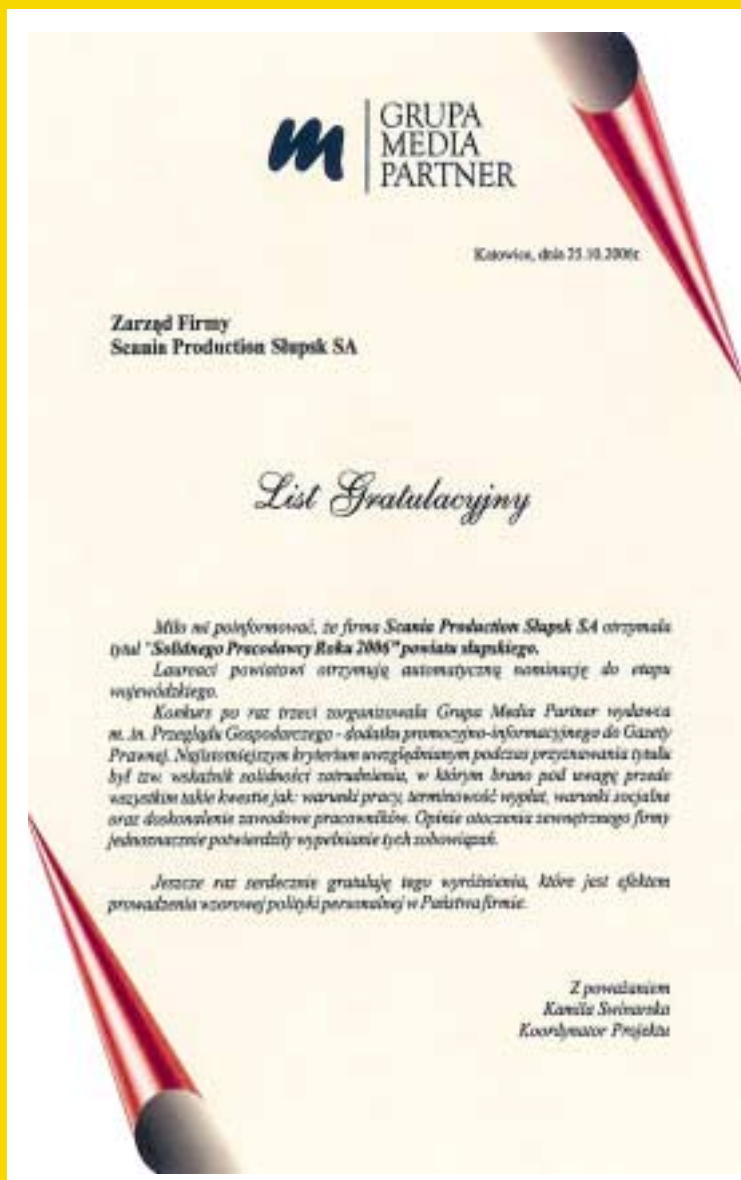 m
GRUPA
MEDIA
PARTNER
Katowice, dnia 25.10.2006r.
Zarząd Firmy
Scania Production Słupsk SA
List Gratulacyjny
Miło mi poinformować, że firma Scania Production Słupsk SA otrzymała
tytuł "Solidnego Pracodawcy Roku 2006" powiatu słupskiego.
Laureaci powiatowi otrzymują automatyczną nominację do etapu
wojewódzkiego.
Konkurs po raz trzeci zorganizowała Grupa Media Partner wydawca
m. in. Przeglądu Gospodarczego - dodatku promocyjno-informacyjnego do Gazety
Prawnej. Najistotniejszym kryterium uwzględnianym podczas przyznawania tytułu
był tzw. wskaźnik solidności zatrudnienia, w którym brano pod uwagę przede
wszystkim takie kwestie jak: warunki pracy, terminowość wypłat, warunki socjalne
oraz doskonalenie zawodowe pracowników. Opinie otoczenia zewnętrznego firmy
jednoznacznie potwierdziły wypełnianie tych zobowiązań.
Jeszcze raz serdecznie gratuluję tego wyróżnienia, które jest efektem
prowadzenia wzorowej polityki personalnej w Państwa firmie.
Z poważaniem
Kamila Swinarska
Koordynator Projektu